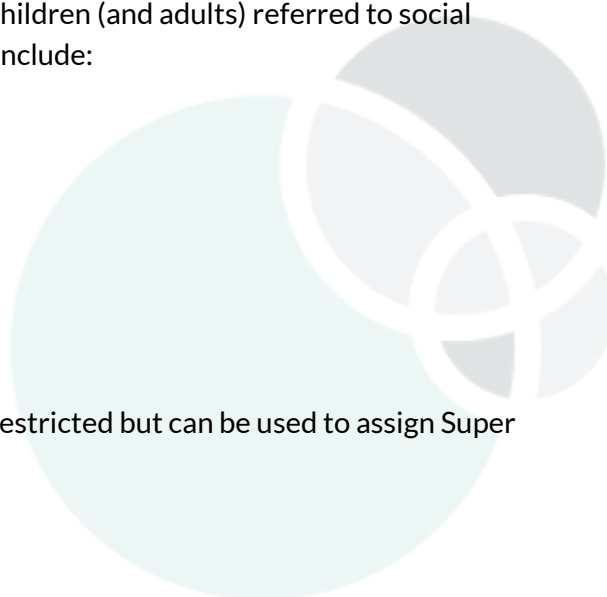 hildren (and adults) referred to social
nclude:
estricted but can be used to assign Super